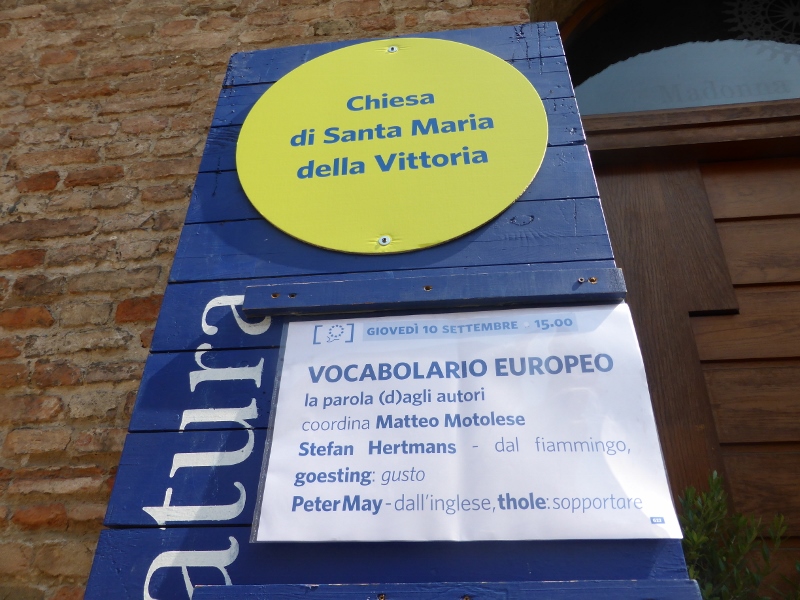 Chiesa
di Santa Maria
della Vittoria
GIOVEDÌ 10 SETTEMBRE - 15.00
VOCABOLARIO EUROPEO
la parola (d)agli autori
coordina Matteo Motolese
Stefan Hertmans - dal fiammingo,
goesting: gusto
Peter May - dall'inglese, thole: sopportare
atura
Madonna